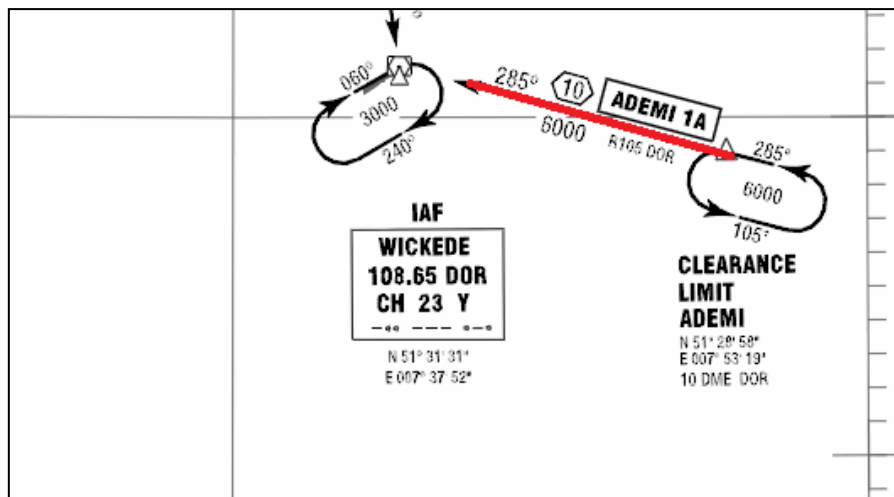 060°
3000
240°
285°
10
ADEMI 1A
6000
R105 DOR
285°
6000
105°
IAF
WICKEDE
108.65 DOR
CH 23 Y
N 51° 31' 31"
E 007° 37' 52"
CLEARANCE
LIMIT
ADEMI
N 51° 28' 58"
E 007° 53' 19"
10 DME DOR